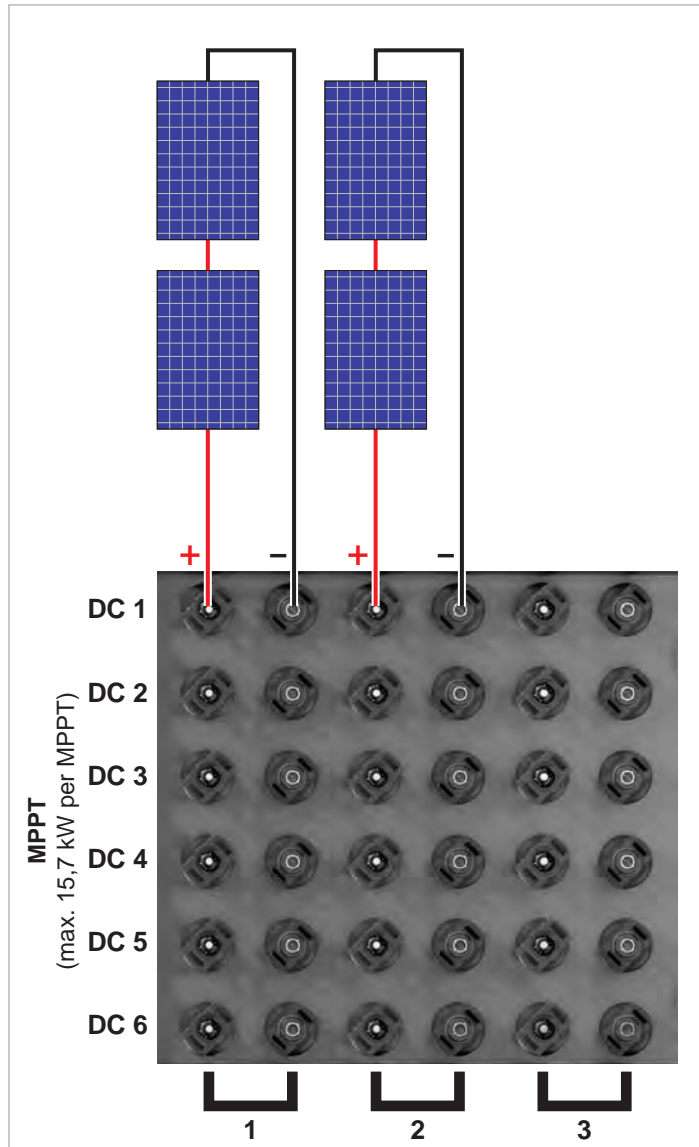 + − + −
DC 1
DC 2
DC 3
DC 4
DC 5
DC 6
MPPT
(max. 15,7 kW per MPPT)
1 2 3